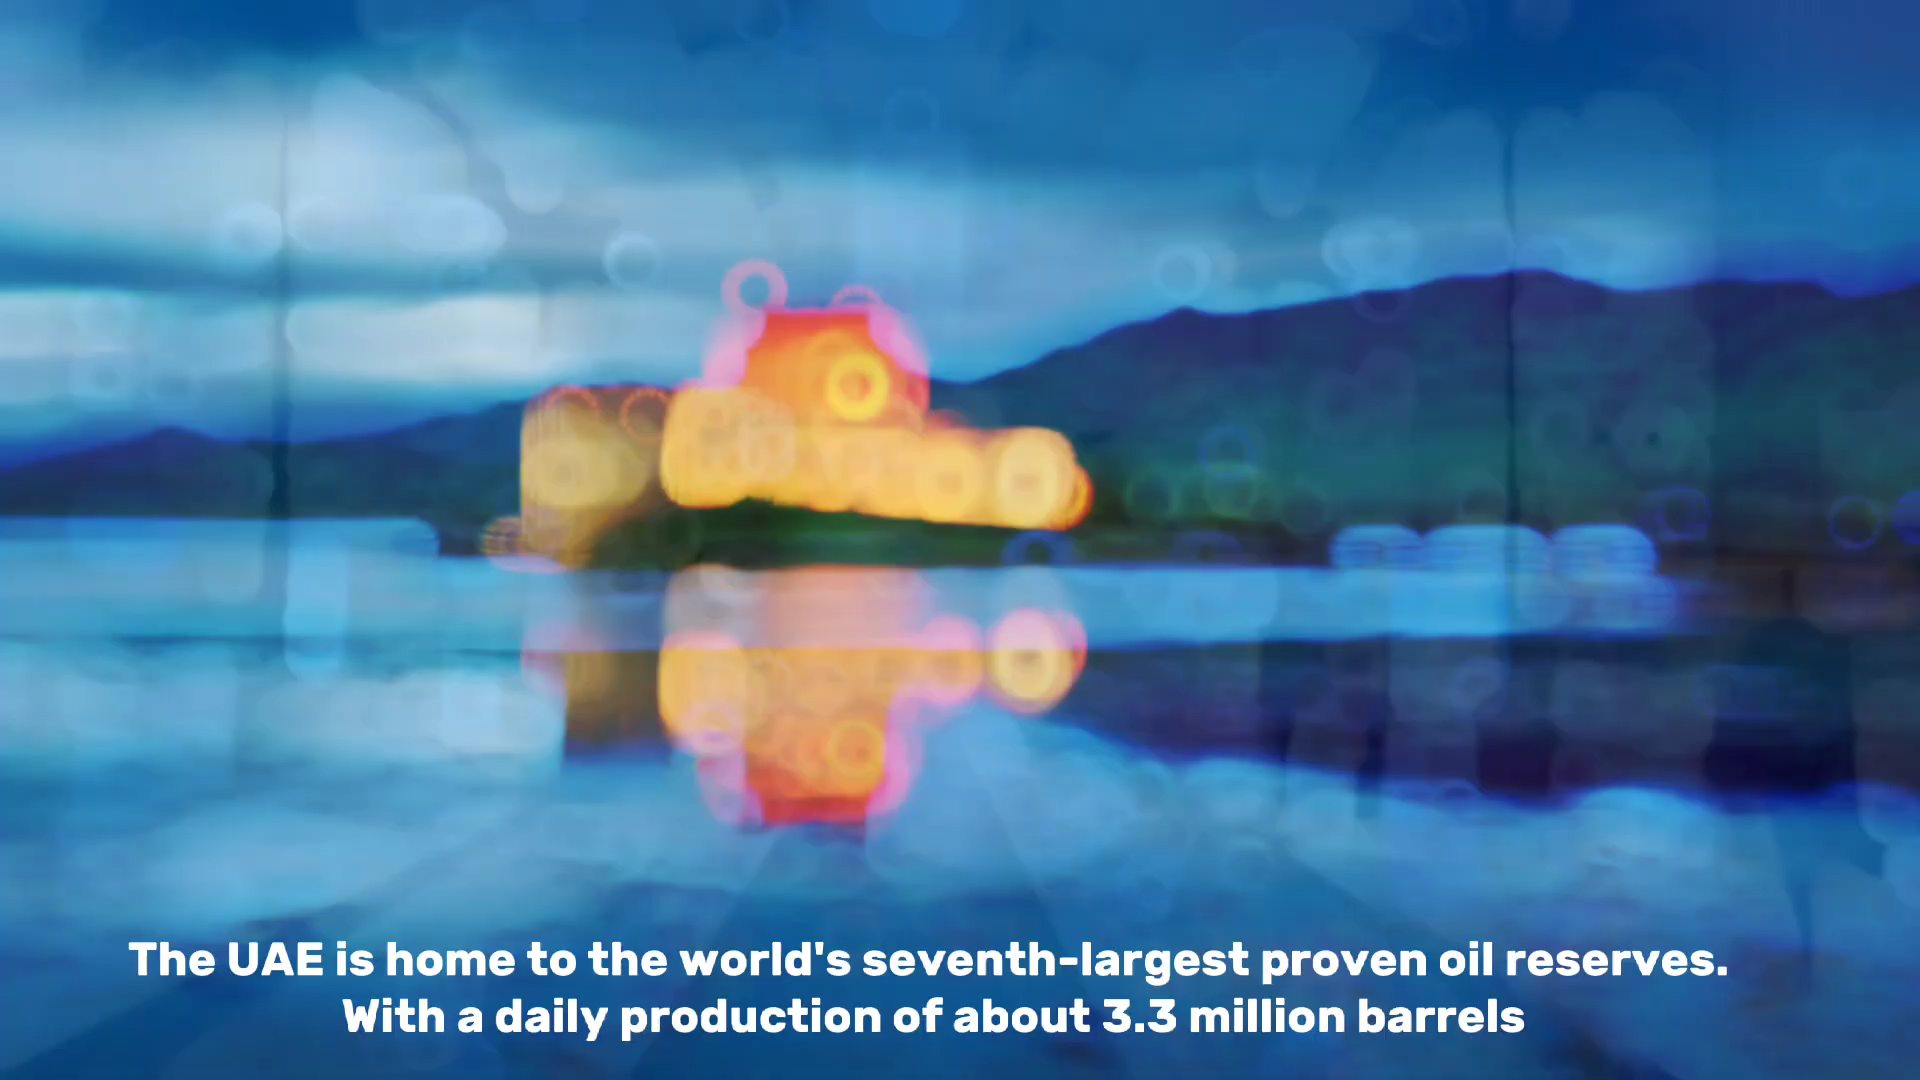 The UAE is home to the world's seventh-largest proven oil reserves.
With a daily production of about 3.3 million barrels